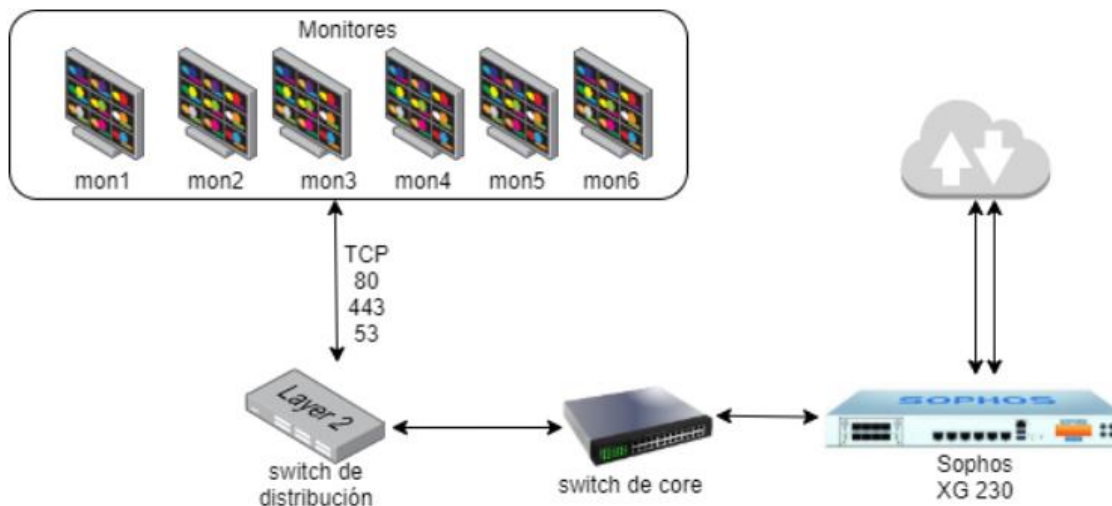 Monitores
mon1
mon2
mon3
mon4
mon5
mon6
TCP
80
443
53
Layer 2
switch de
distribución
switch de core
SOPHOS
Sophos
XG 230